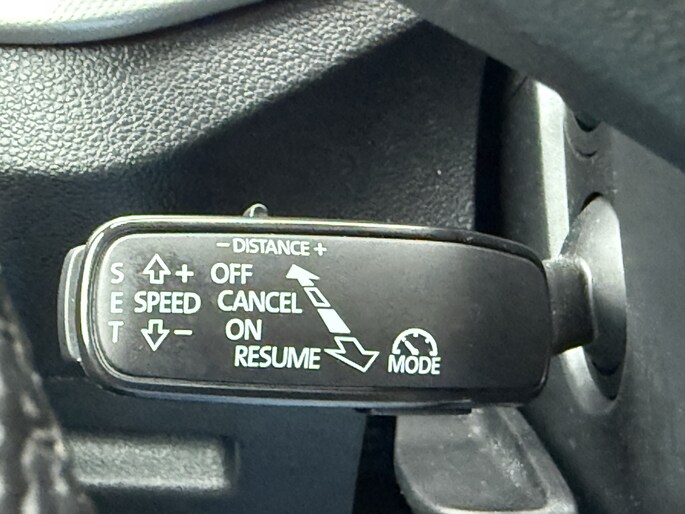 - DISTANCE +
S + OFF
E SPEED CANCEL
T - ON
RESUME
MODE